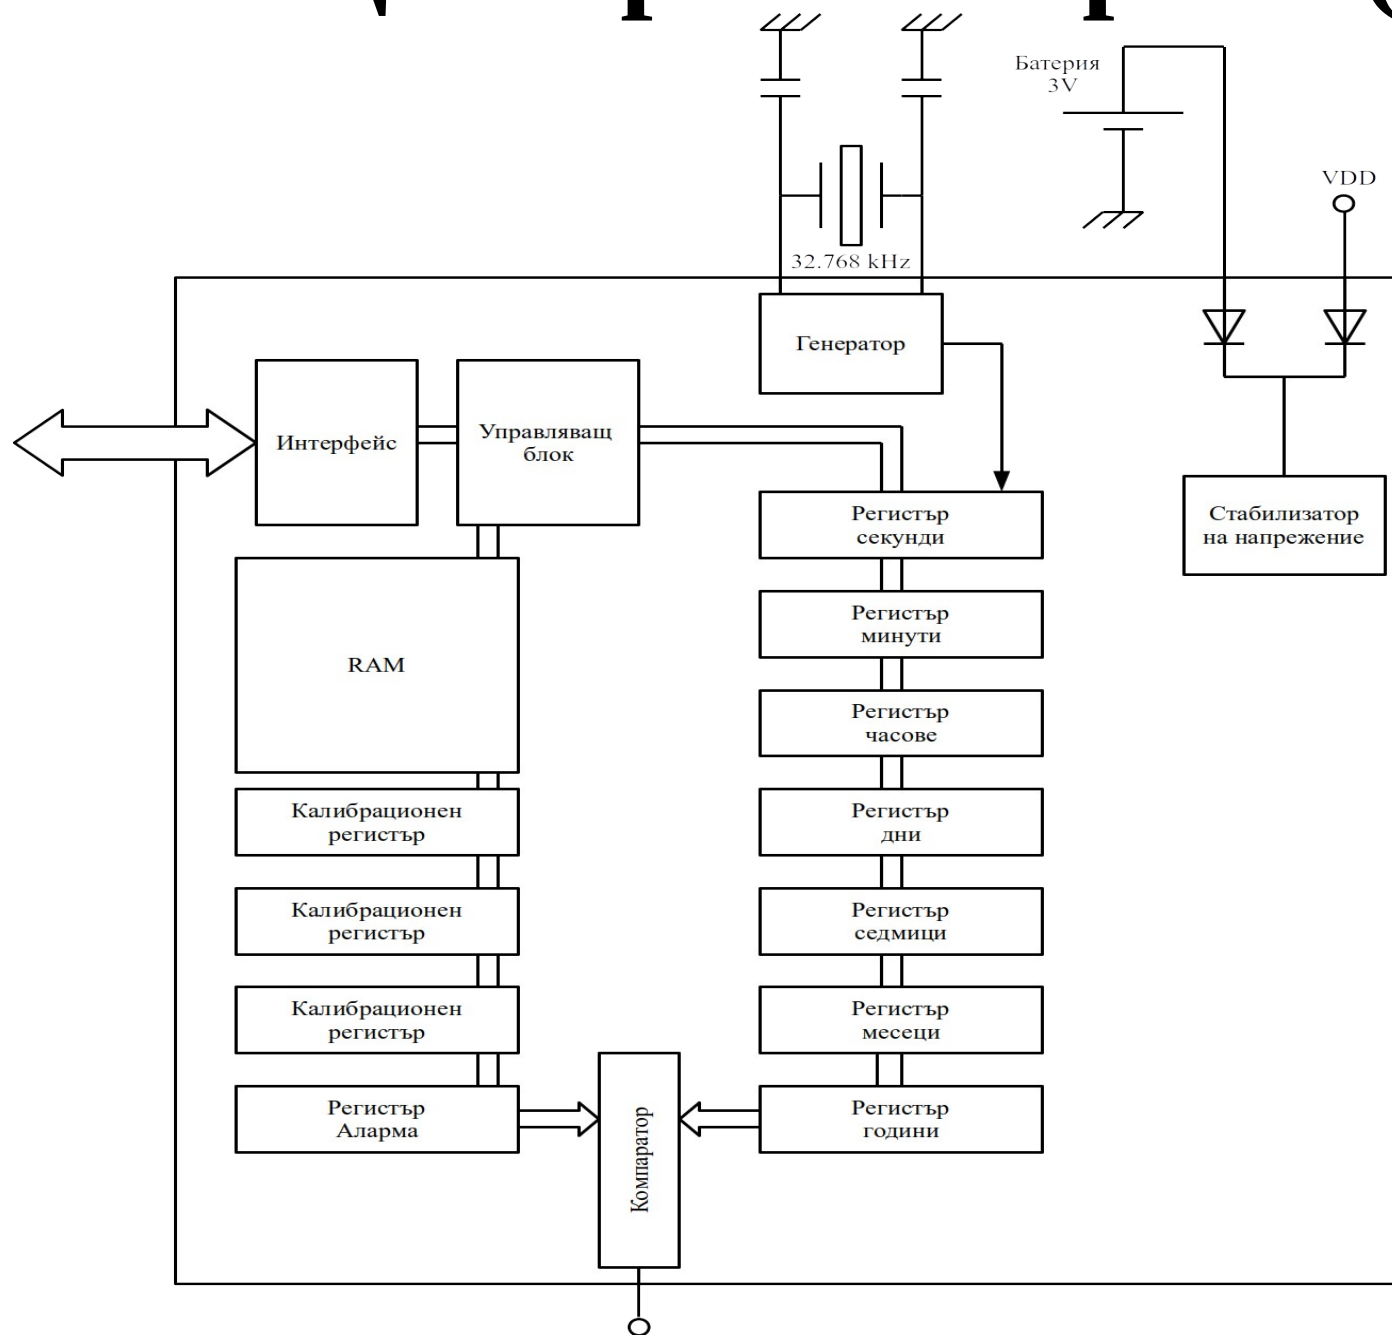 Батерия
3V
VDD
32.768 kHz
Генератор
Интерфейс
Управляващ
блок
Регистър
секунди
Стабилизатор
на напрежение
Регистър
минути
RAM
Регистър
часове
Калибрационен
регистър
Регистър
дни
Калибрационен
регистър
Регистър
седмици
Калибрационен
регистър
Регистър
месеци
Регистър
Аларма
Компаратор
Регистър
години